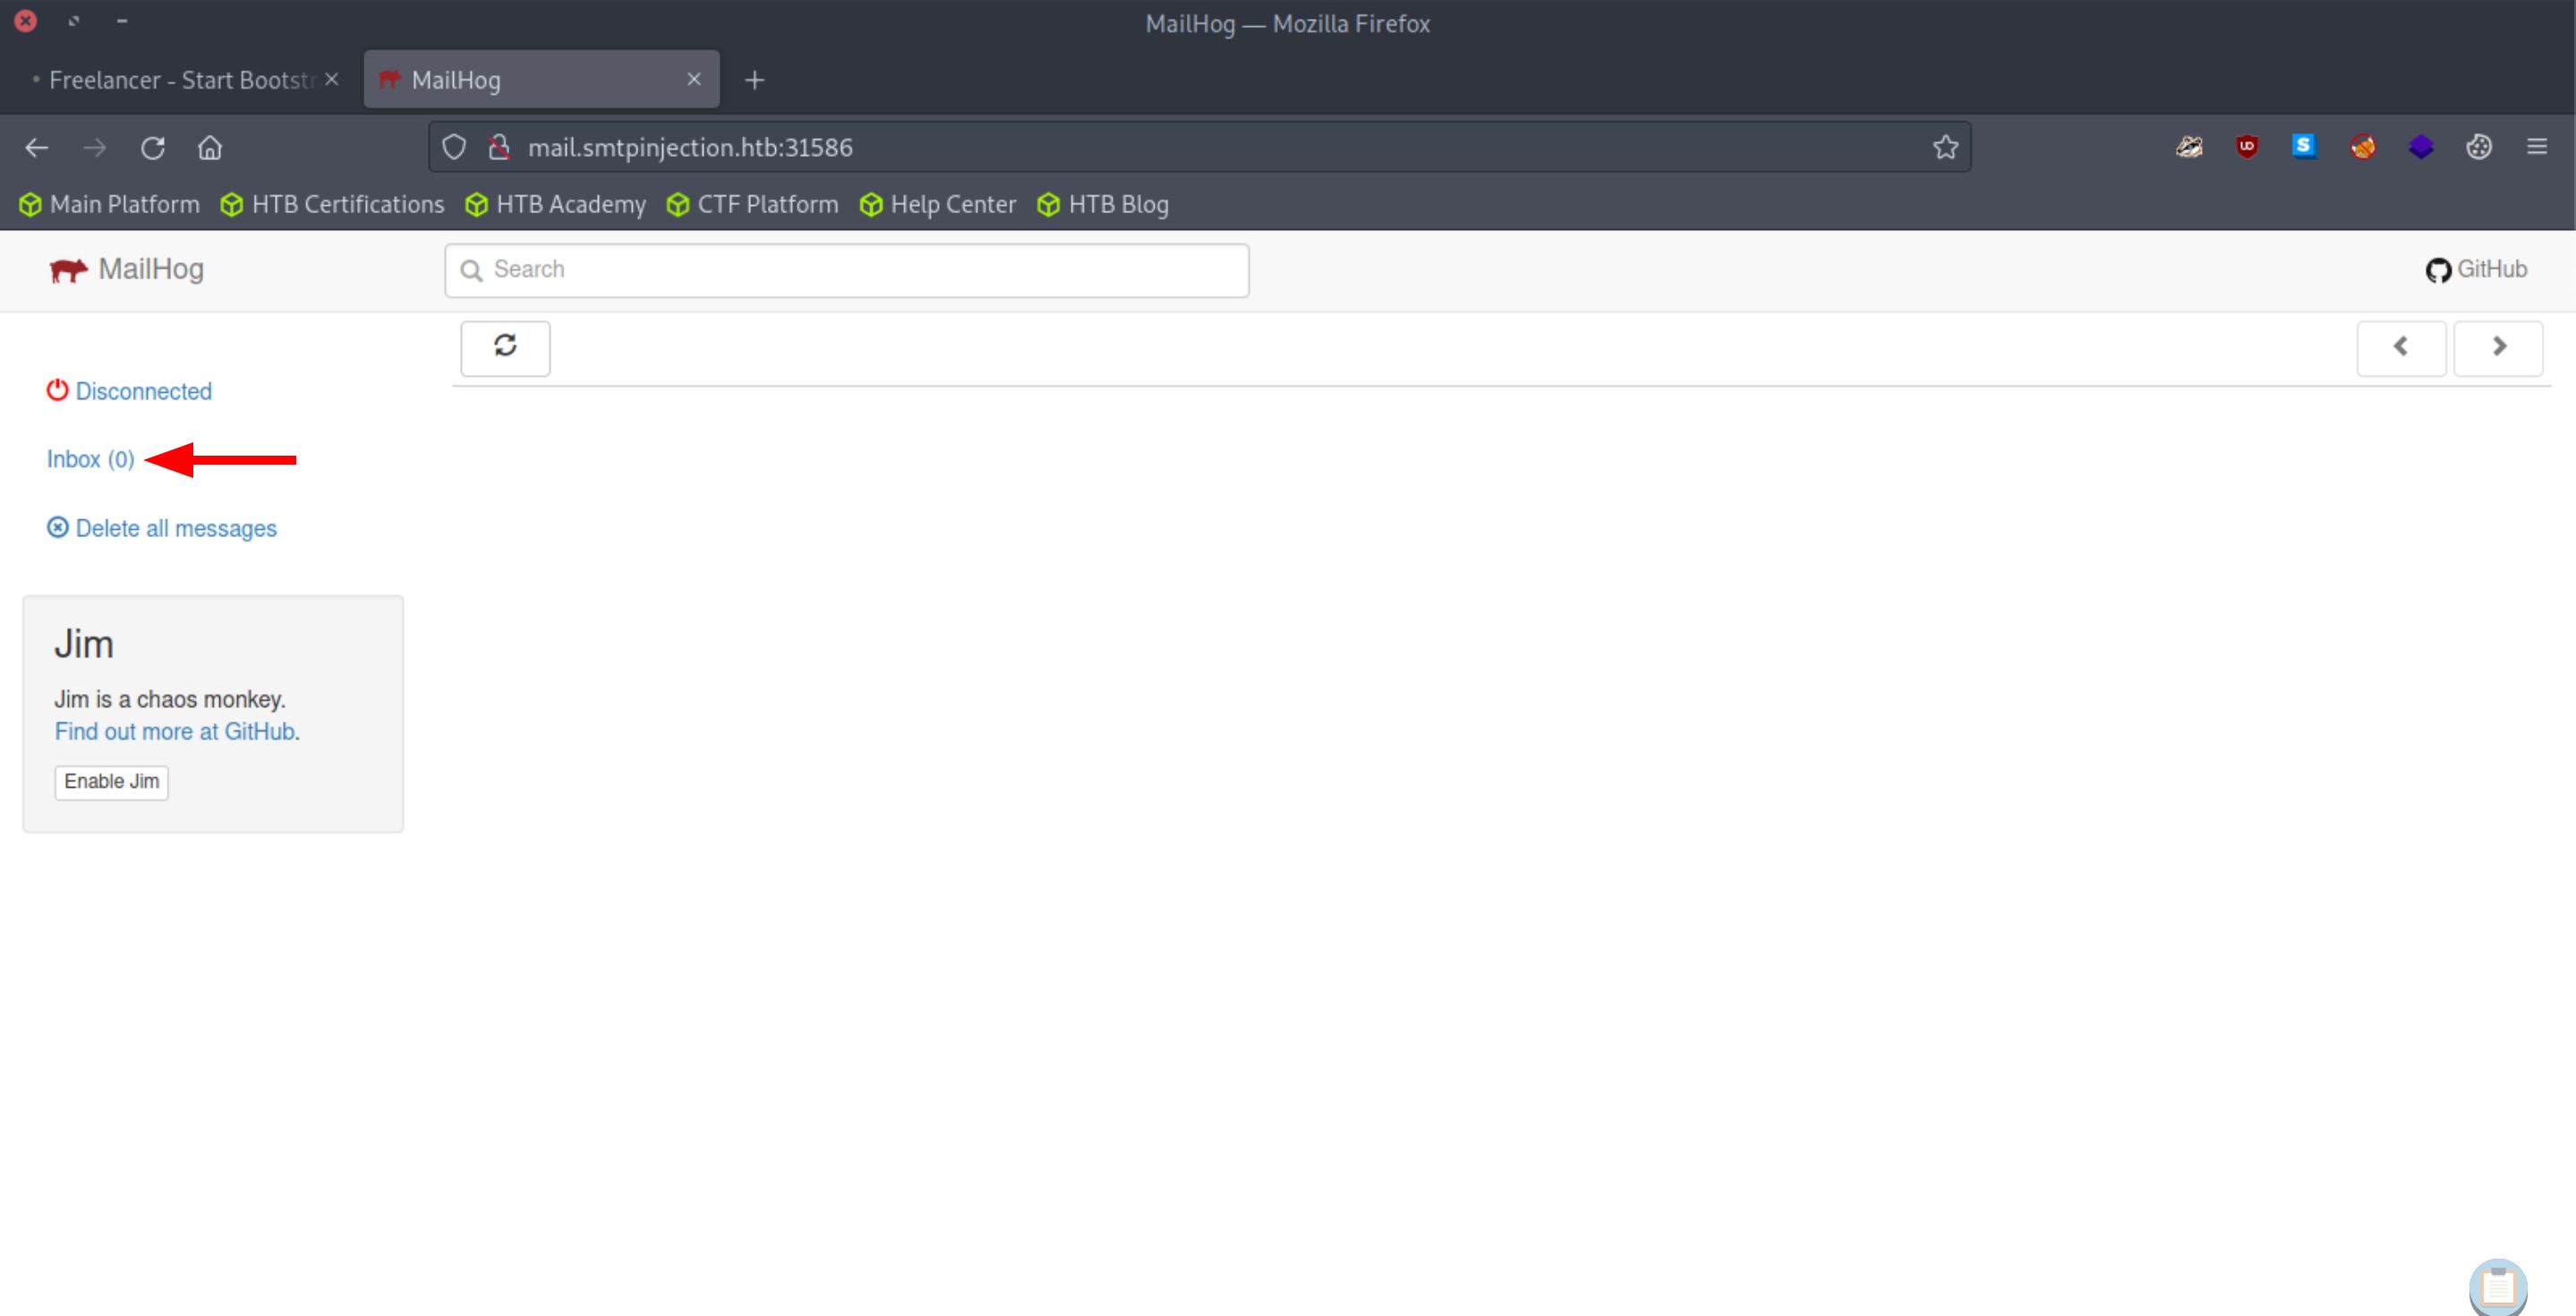 MailHog — Mozilla Firefox
Freelancer - Start Bootstr
MailHog
mail.smtpinjection.htb:31586
Main Platform HTB Certifications HTB Academy CTF Platform Help Center HTB Blog
MailHog
Search
GitHub
Disconnected
Inbox (0)
Delete all messages
Jim
Jim is a chaos monkey.
Find out more at GitHub.
Enable Jim